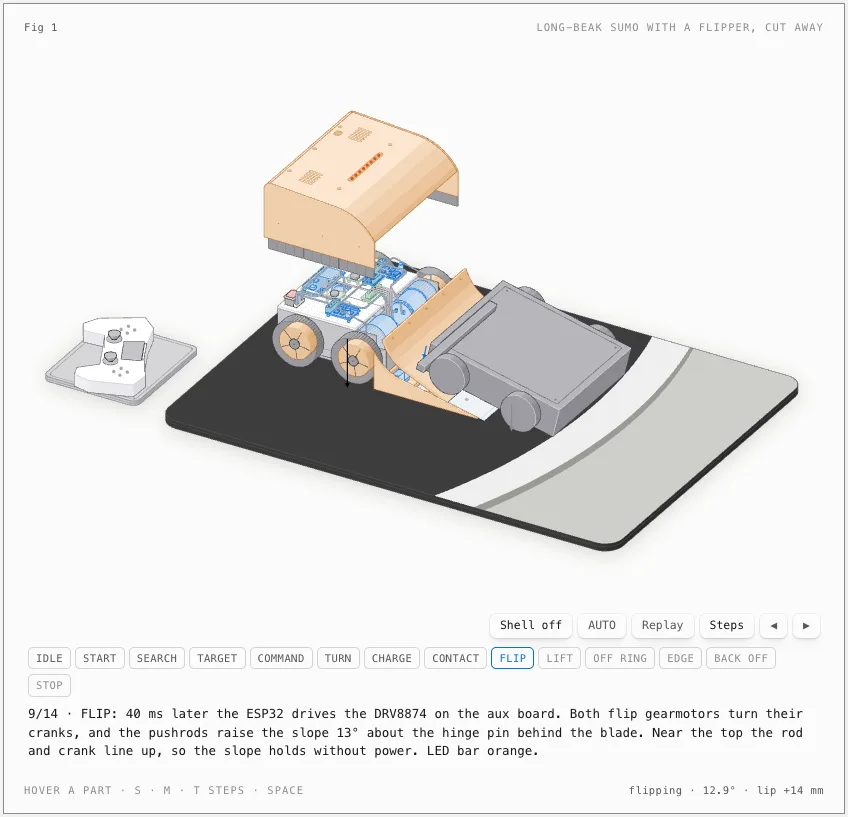 Fig 1
LONG-BEAK SUMO WITH A FLIPPER, CUT AWAY
Shell off
AUTO
Replay
Steps
◄
►
IDLE
START
SEARCH
TARGET
COMMAND
TURN
CHARGE
CONTACT
FLIP
LIFT
OFF RING
EDGE
BACK OFF
STOP
9/14 · FLIP: 40 ms later the ESP32 drives the DRV8874 on the aux board. Both flip gearmotors turn their
cranks, and the pushrods raise the slope 13° about the hinge pin behind the blade. Near the top the rod
and crank line up, so the slope holds without power. LED bar orange.
HOVER A PART · S · M · T STEPS · SPACE
flipping · 12.9° · lip +14 mm